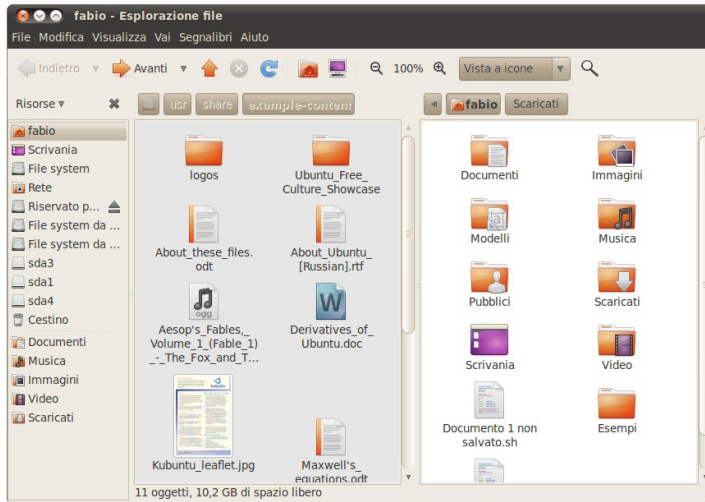 fabio - Esplorazione file
File Modifica Visualizza Vai Segnalibri Aiuto
Indietro Avanti 100% Vista a icone
Risorse
usr share example-content
fabio Scaricati
fabio
Scrivania
File system
Rete
Riservato p...
File system da ...
File system da ...
sda3
sda1
sda4
Cestino
Documenti
Musica
Immagini
Video
Scaricati
logos
Ubuntu_Free_
Culture_Showcase
About_these_files.
odt
About_Ubuntu_
[Russian].rtf
ogg
Aesop's_Fables,_
Volume_1_(Fable_1)
_-_The_Fox_and_T...
W
Derivatives_of_
Ubuntu.doc
Kubuntu_leaflet.jpg
Maxwell's_
equations.odt
Documenti
Immagini
Modelli
Musica
Pubblici
Scaricati
Scrivania
Video
Documento 1 non
salvato.sh
Esempi
11 oggetti, 10,2 GB di spazio libero